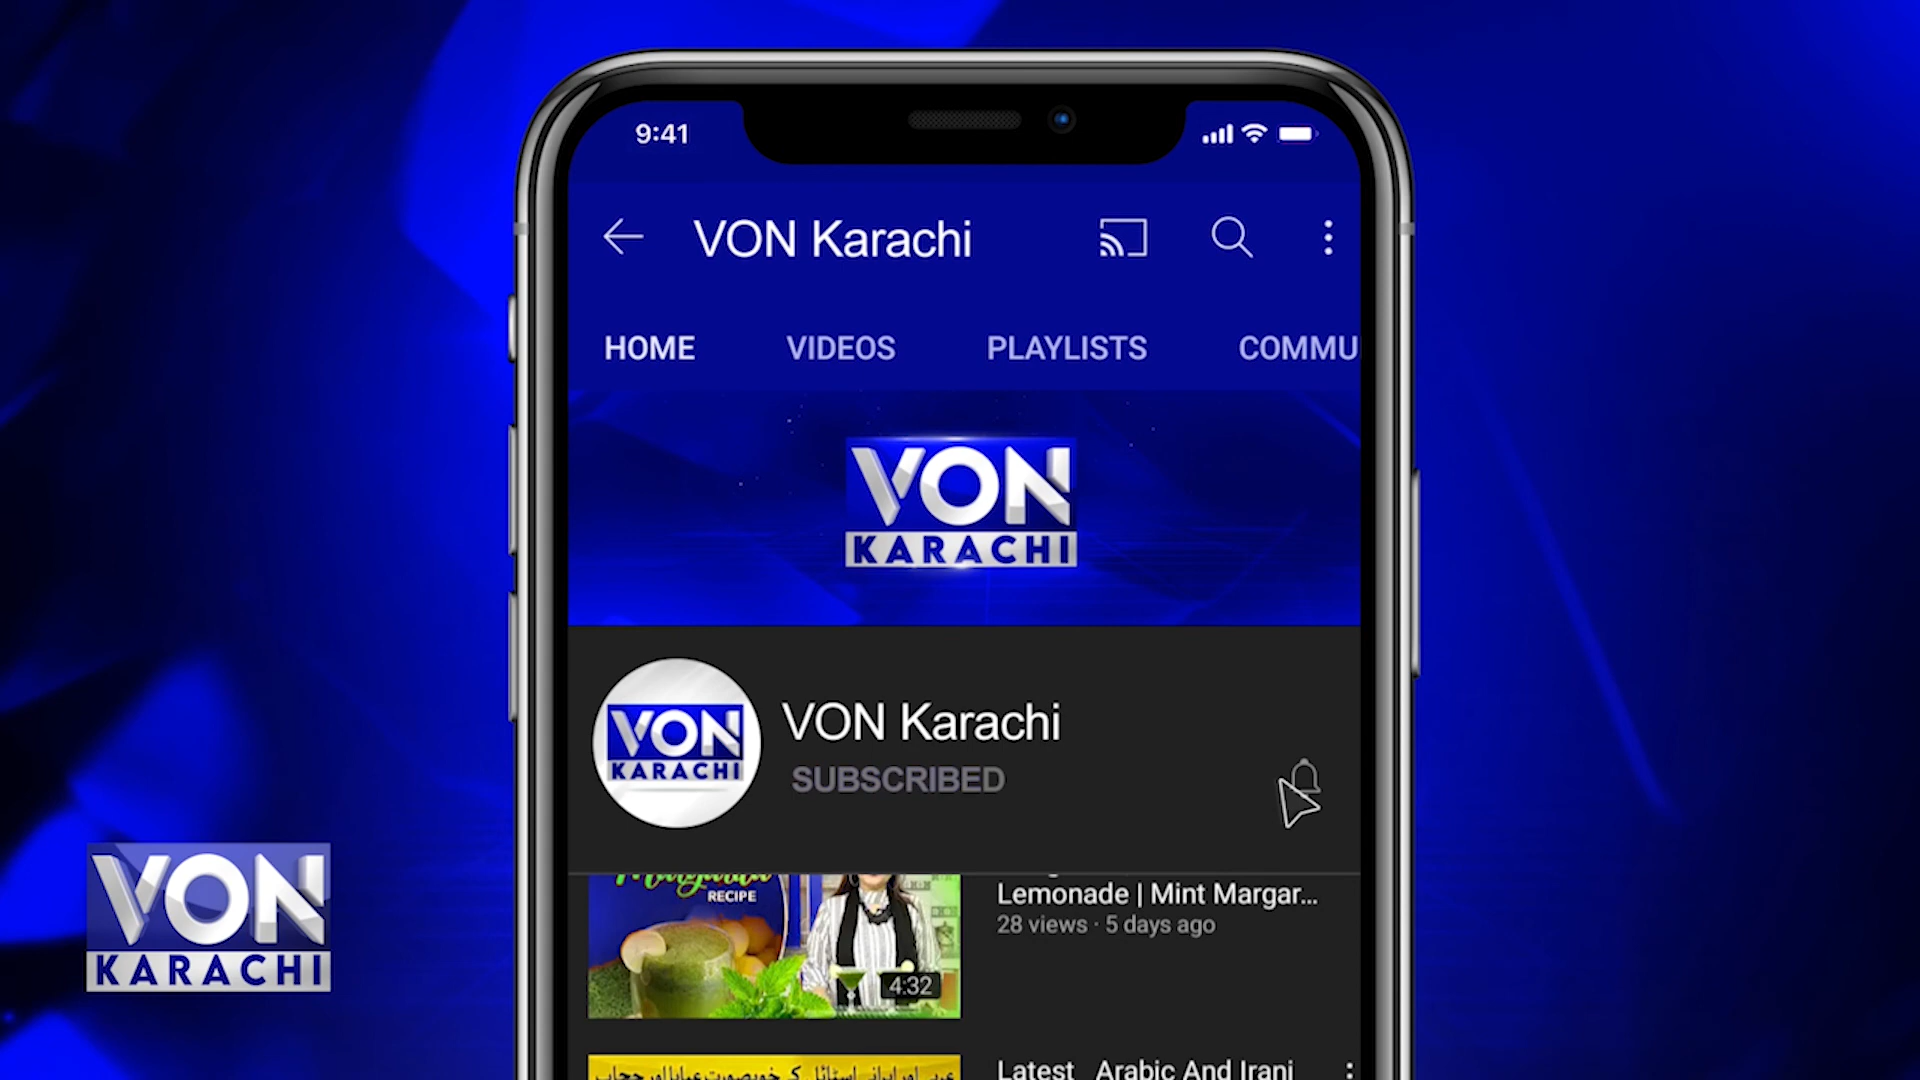 9:41
VON Karachi
HOME VIDEOS PLAYLISTS COMMU
VON
KARACHI
VON
KARACHI
VON Karachi
SUBSCRIBED
RECIPE
4:32
Lemonade | Mint Margar...
28 views · 5 days ago
Latest Arabic And Irani
VON
KARACHI